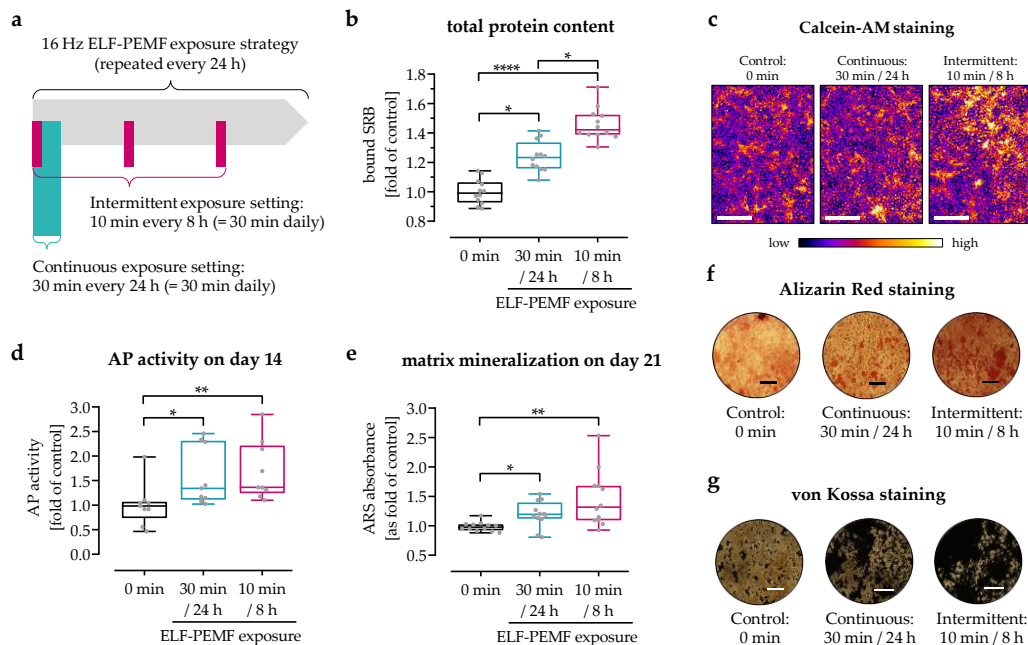 a
16 Hz ELF-PEMF exposure strategy
(repeated every 24 h)
Intermittent exposure setting:
10 min every 8 h (= 30 min daily)
Continuous exposure setting:
30 min every 24 h (= 30 min daily)
b
total protein content
bound SRB
[fold of control]
1.8
1.6
1.4
1.2
1.0
0.8
****
*
*
0 min
30 min
/ 24 h
10 min
/ 8 h
ELF-PEMF exposure
c
Calcein-AM staining
Control:
0 min
Continuous:
30 min / 24 h
Intermittent:
10 min / 8 h
low
high
d
AP activity on day 14
AP activity
[fold of control]
3.0
2.5
2.0
1.5
1.0
0.5
0.0
**
*
0 min
30 min
/ 24 h
10 min
/ 8 h
ELF-PEMF exposure
e
matrix mineralization on day 21
ARS absorbance
[as fold of control]
3.0
2.5
2.0
1.5
1.0
0.5
**
*
0 min
30 min
/ 24 h
10 min
/ 8 h
ELF-PEMF exposure
f
Alizarin Red staining
Control:
0 min
Continuous:
30 min / 24 h
Intermittent:
10 min / 8 h
g
von Kossa staining
Control:
0 min
Continuous:
30 min / 24 h
Intermittent:
10 min / 8 h